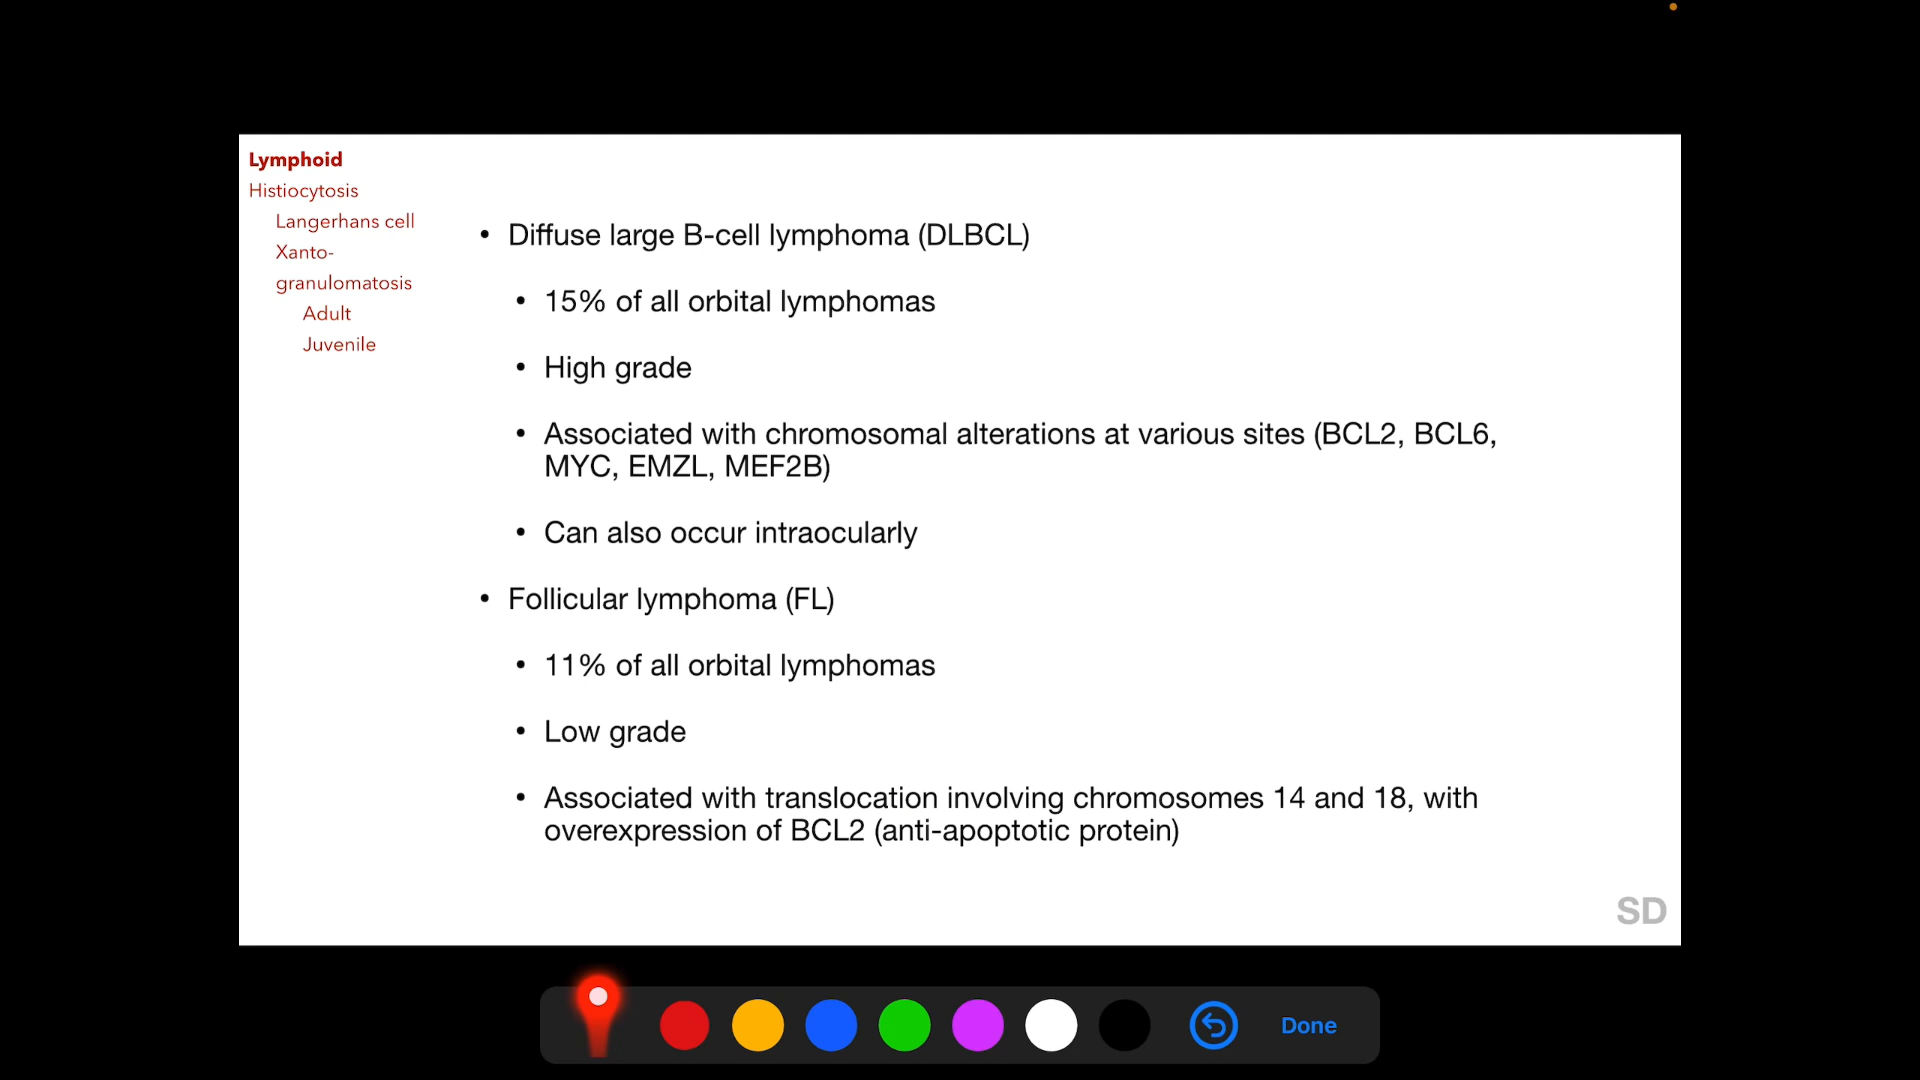 Lymphoid
Histiocytosis
Langerhans cell
Xanto-
granulomatosis
Adult
Juvenile
• Diffuse large B-cell lymphoma (DLBCL)
• 15% of all orbital lymphomas
• High grade
• Associated with chromosomal alterations at various sites (BCL2, BCL6,
MYC, EMZL, MEF2B)
• Can also occur intraocularly
• Follicular lymphoma (FL)
• 11% of all orbital lymphomas
• Low grade
• Associated with translocation involving chromosomes 14 and 18, with
overexpression of BCL2 (anti-apoptotic protein)
SD
Done